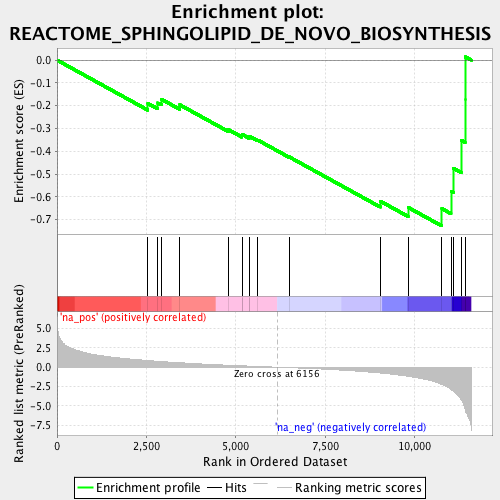 Enrichment plot:
REACTOME_SPHINGOLIPID_DE_NOVO_BIOSYNTHESIS
Enrichment score (ES)
0.0
-0.1
-0.2
-0.3
-0.4
-0.5
-0.6
-0.7
'na_pos' (positively correlated)
Ranked list metric (PreRanked)
5.0
2.5
0.0
-2.5
-5.0
-7.5
Zero cross at 6156
'na_neg' (negatively correlated)
0 2,500 5,000 7,500 10,000
Rank in Ordered Dataset
Enrichment profile Hits Ranking metric scores